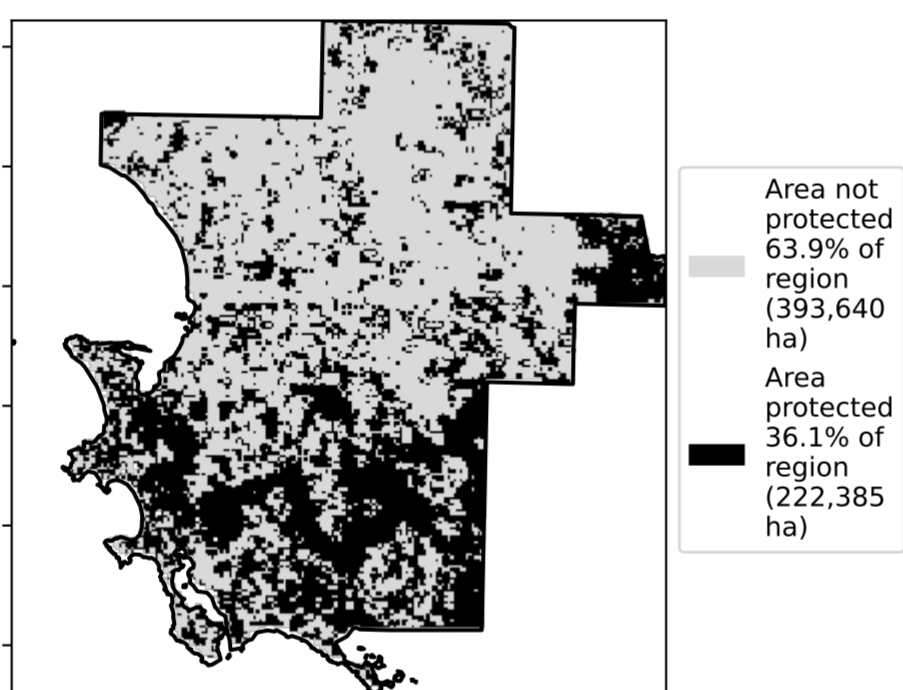 Area not
protected
63.9% of
region
(393,640
ha)
Area
protected
36.1% of
region
(222,385
ha)